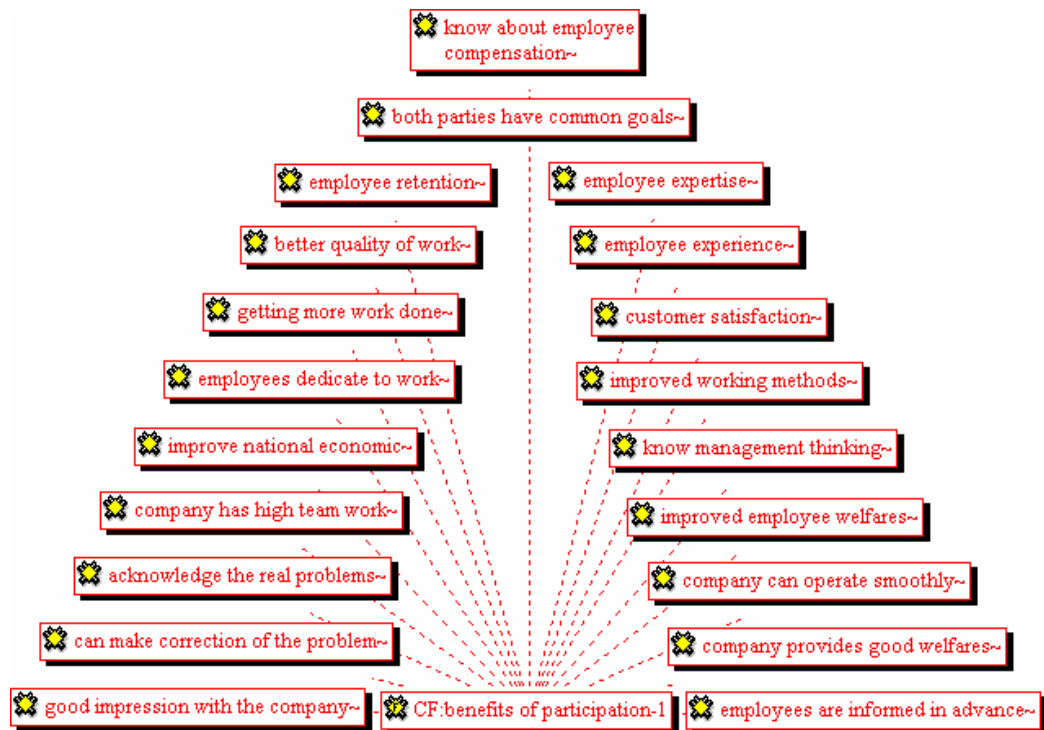 know about employee
compensation~
both parties have common goals~
employee retention~
employee expertise~
better quality of work~
employee experience~
getting more work done~
customer satisfaction~
employees dedicate to work~
improved working methods~
improve national economic~
know management thinking~
company has high team work~
improved employee welfares~
acknowledge the real problems~
company can operate smoothly~
can make correction of the problem~
company provides good welfares~
good impression with the company~
CF:benefits of participation-1
employees are informed in advance~